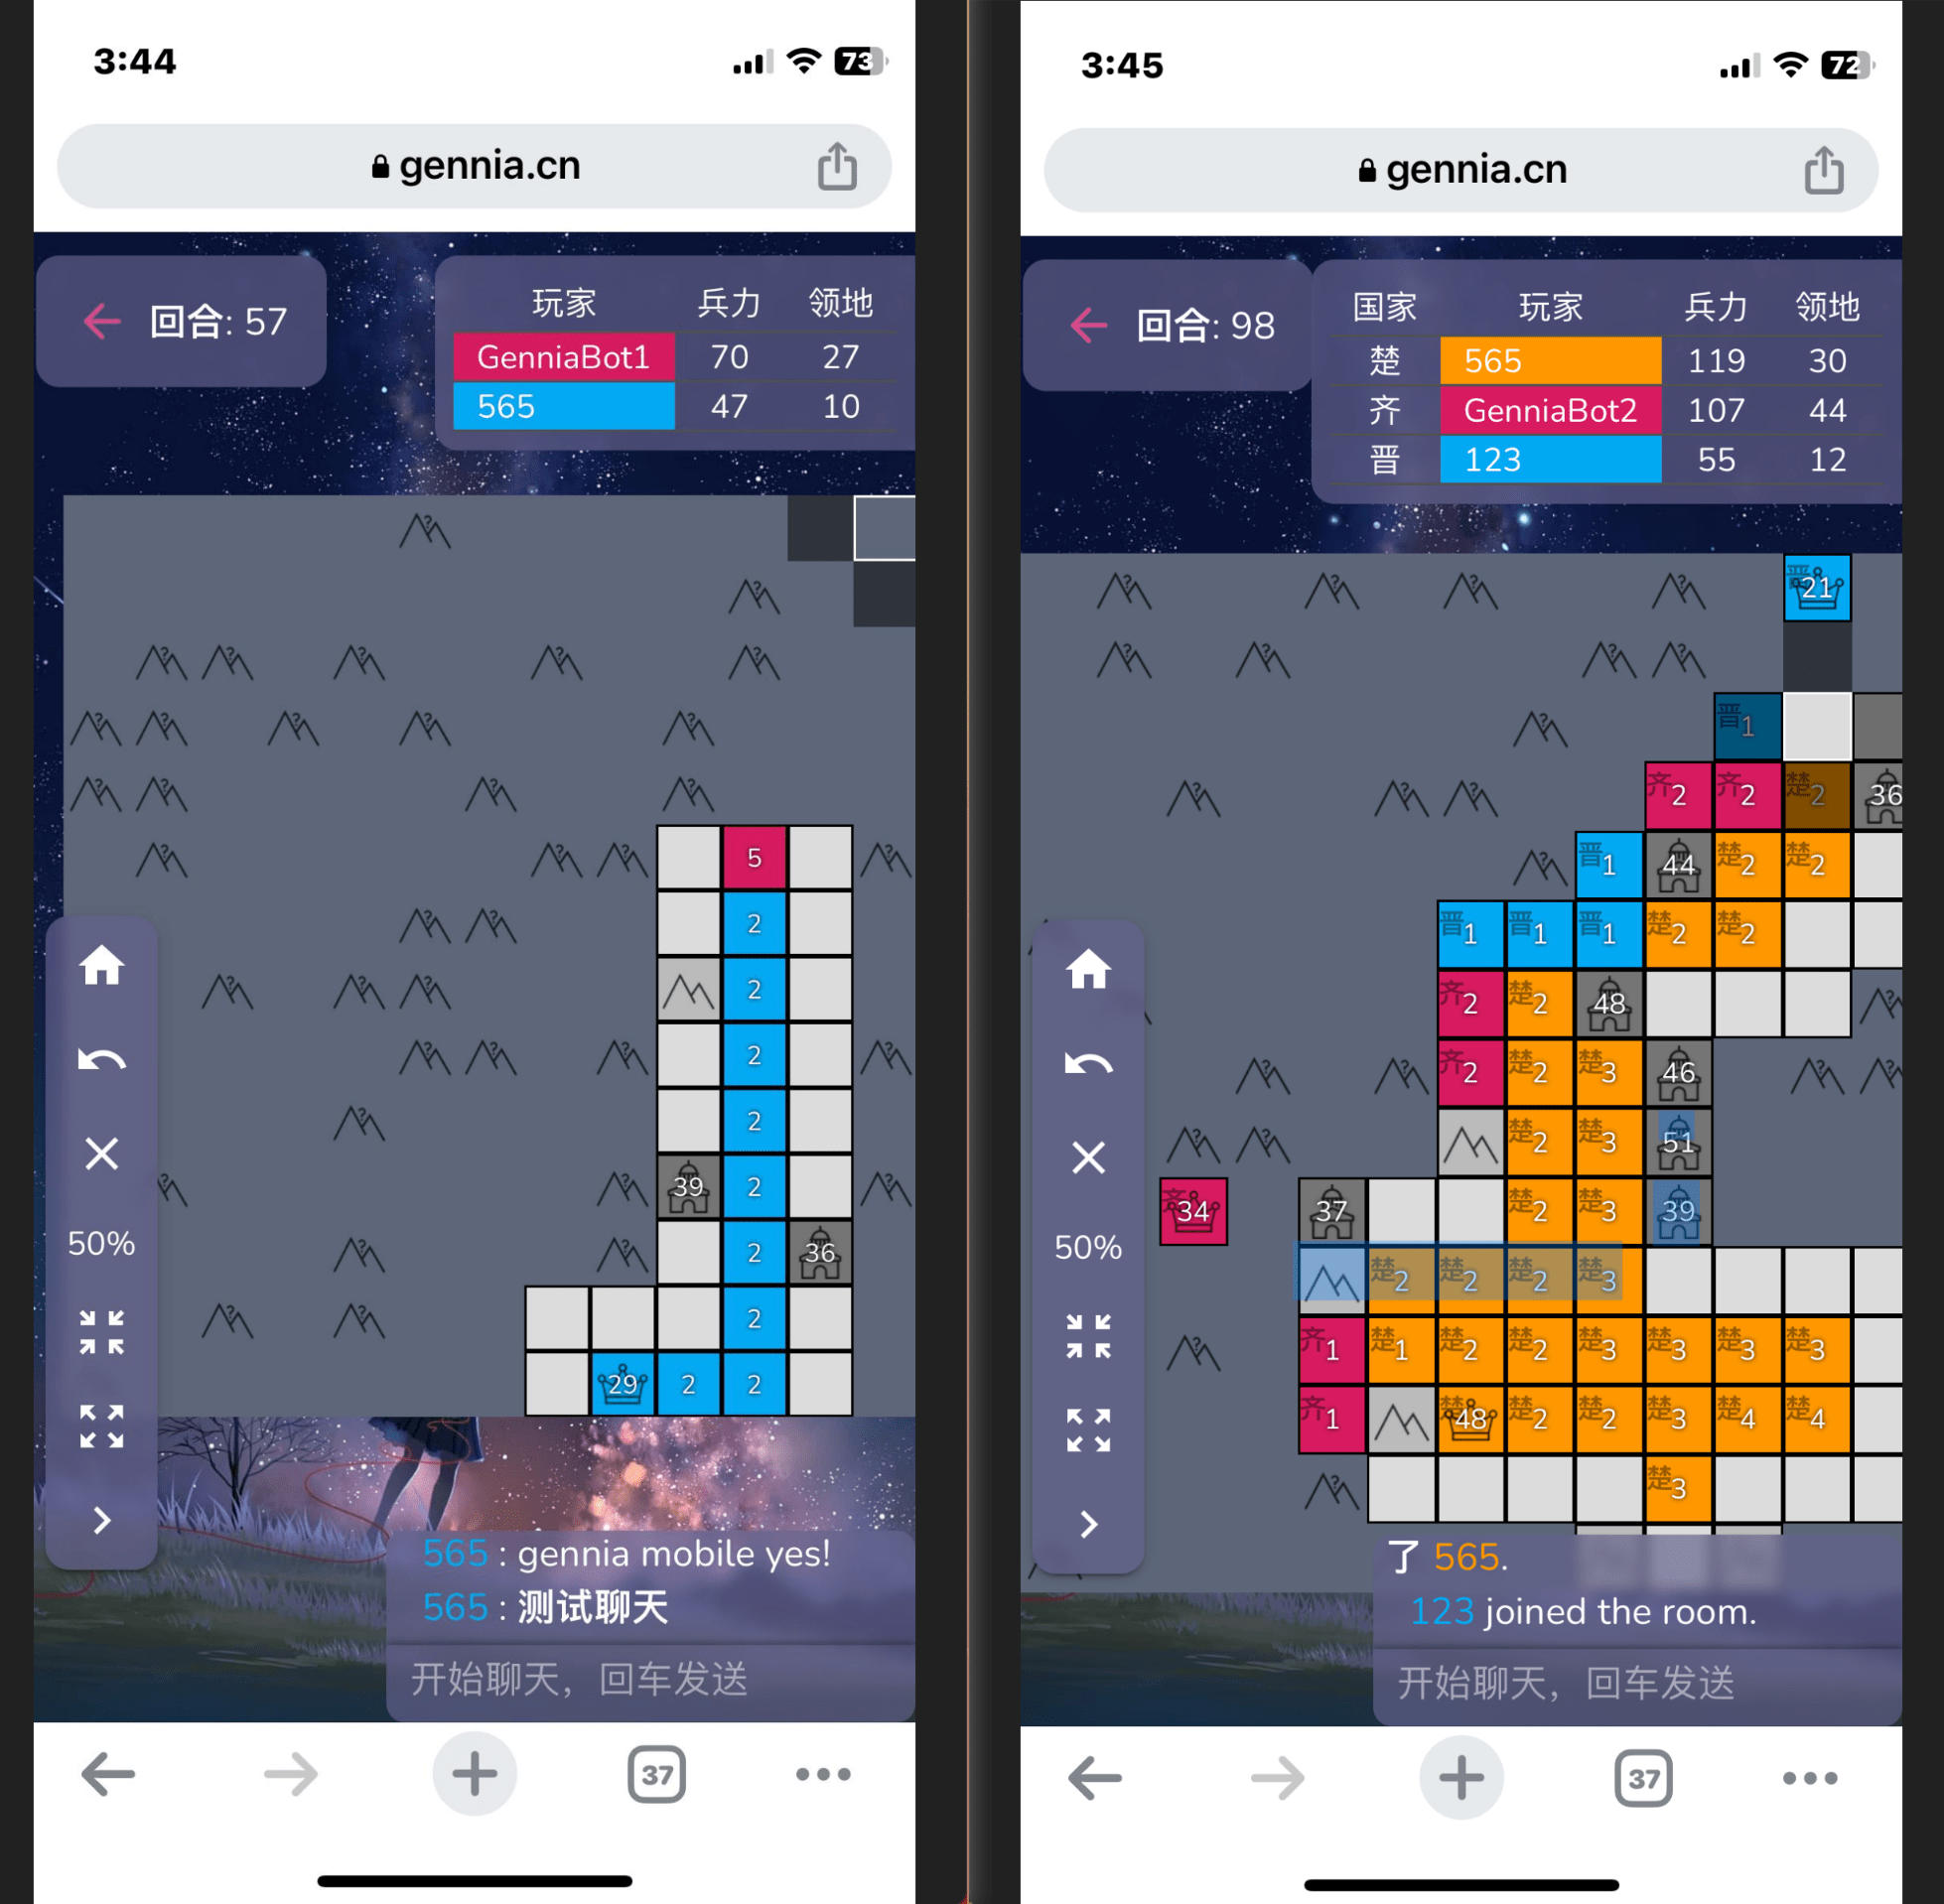 3:44
73
gennia.cn
回合: 57
玩家 兵力 领地
GenniaBot1 70 27
565 47 10
5
2
2
2
2
39 2
2 36
2
29 2 2
50%
565 : gennia mobile yes!
565 : 测试聊天
开始聊天，回车发送
37
3:45
72
gennia.cn
回合: 98
国家 玩家 兵力 领地
楚 565 119 30
齐 GenniaBot2 107 44
晋 123 55 12
晋21
晋1
齐2 齐2 楚2 36
晋1 44 楚2 楚2
晋1 晋1 晋1 楚2 楚2
齐2 楚2 48
齐2 楚2 楚3 46
楚2 楚3 51
齐34 37 楚2 楚3 39
楚2 楚2 楚2 楚3
齐1 楚1 楚2 楚2 楚3 楚3 楚3 楚3
齐1 楚48 楚2 楚2 楚3 楚4 楚4
楚3
50%
了 565.
123 joined the room.
开始聊天，回车发送
37